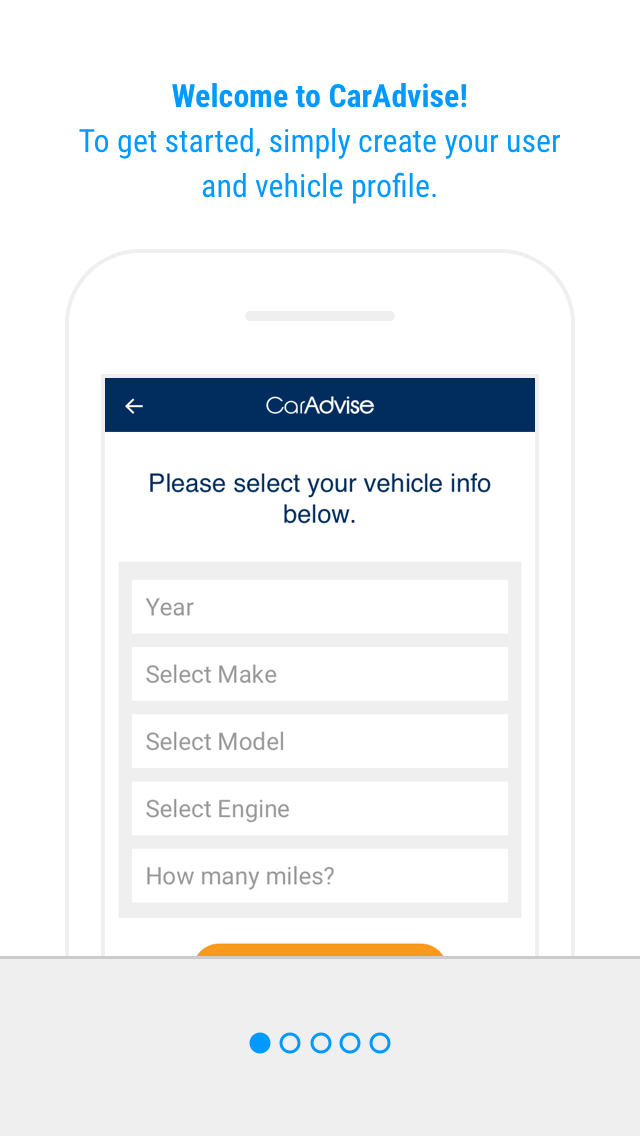 Welcome to CarAdvise!
To get started, simply create your user
and vehicle profile.
CarAdvise
Please select your vehicle info
below.
Year
Select Make
Select Model
Select Engine
How many miles?